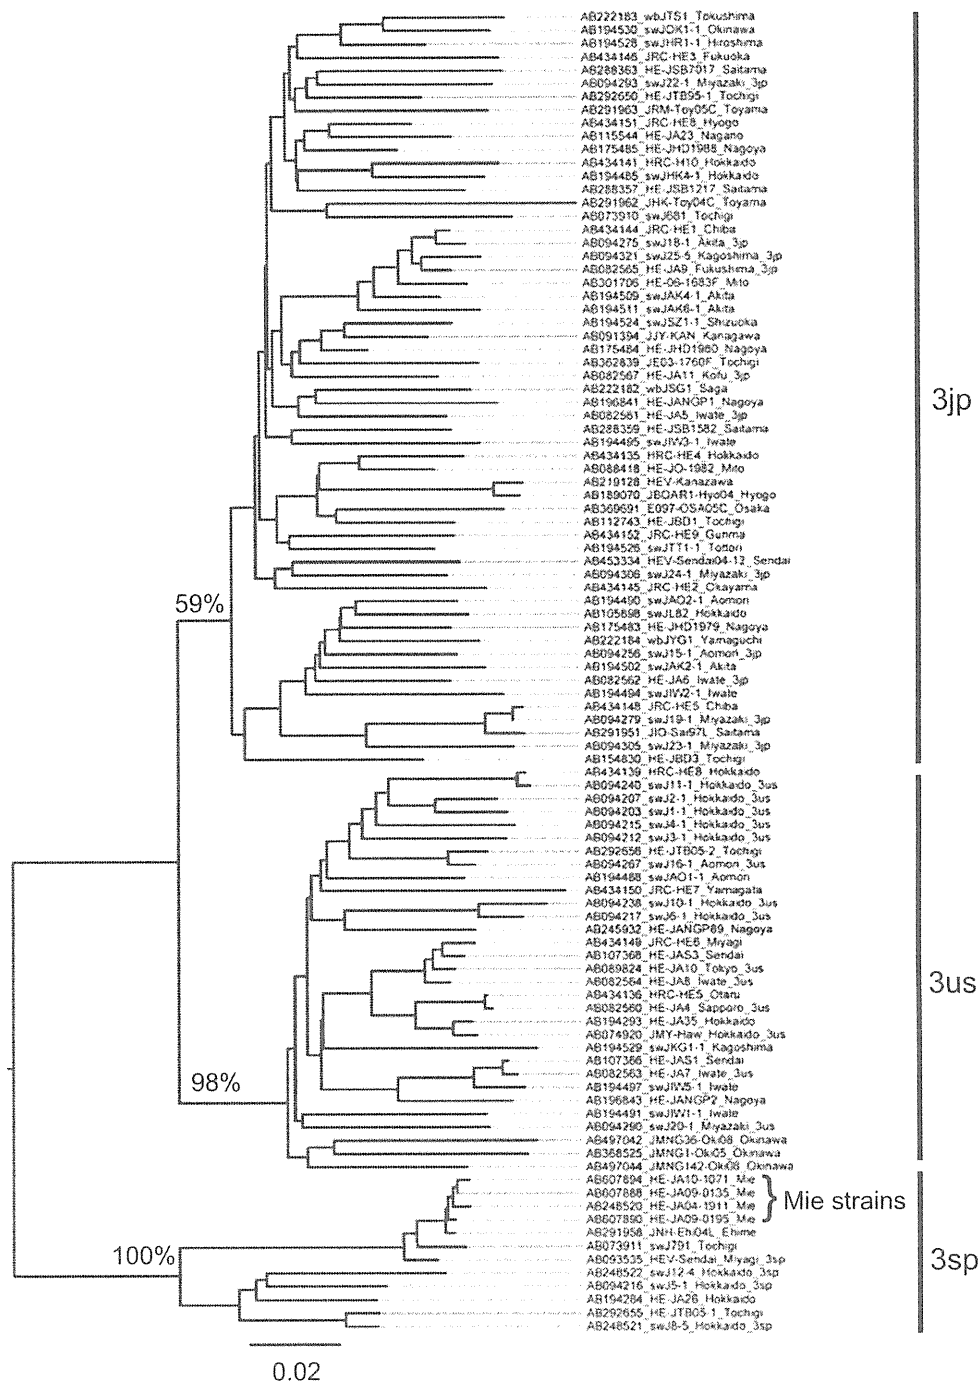 AB222183_wbJTS1_Tokushima
AB194530_swJOK1-1_Okinawa
AB194528_swJHR1-1_Hiroshima
AB434146_JRC-HE3_Fukuoka
AB288363_HE-JSB7017_Saitama
AB094293_swJ22-1_Miyazaki_3jp
AB292650_HE-JTB95-1_Tochigi
AB291963_JRM-Toy05C_Toyama
AB434151_JRC-HE8_Hyogo
AB115544_HE-JA23_Nagano
AB175485_HE-JHD1988_Nagoya
AB434141_HRC-H10_Hokkaido
AB194485_swJHK4-1_Hokkaido
AB288357_HE-JSB1217_Saitama
AB291962_JHK-Toy04C_Toyama
AB073910_swJ681_Tochigi
AB434144_JRC-HE1_Chiba
AB094275_swJ18-1_Akita_3jp
AB094321_swJ25-5_Kagoshima_3jp
AB082565_HE-JA9_Fukushima_3jp
AB301706_HE-06-1683F_Mito
AB194509_swJAK4-1_Akita
AB194511_swJAK6-1_Akita
AB194524_swJSZ1-1_Shizuoka
AB091394_JJY-KAN_Kanagawa
AB175484_HE-JHD1980_Nagoya
AB362839_JE03-1760F_Tochigi
AB082567_HE-JA11_Kofu_3jp
AB222182_wbJSG1_Saga
AB196841_HE-JANGP1_Nagoya
AB082561_HE-JA5_Iwate_3jp
AB288359_HE-JSB1582_Saitama
AB194495_swJIW3-1_Iwate
AB434135_HRC-HE4_Hokkaido
AB088418_HE-JO-1982_Mito
AB219128_HEV-Kanazawa
AB189070_JBOAR1-Hyo04_Hyogo
AB369691_E097-OSA05C_Osaka
AB112743_HE-JBD1_Tochigi
AB434152_JRC-HE9_Gunma
AB194526_swJTT1-1_Tottori
AB453334_HEV-Sendai04-12_Sendai
AB094306_swJ24-1_Miyazaki_3jp
AB434145_JRC-HE2_Okayama
AB194490_swJAO2-1_Aomori
AB105898_swJL82_Hokkaido
AB175483_HE-JHD1979_Nagoya
AB222184_wbJYG1_Yamaguchi
AB094256_swJ15-1_Aomori_3jp
AB194502_swJAK2-1_Akita
AB082562_HE-JA6_Iwate_3jp
AB194494_swJIW2-1_Iwate
AB434148_JRC-HE5_Chiba
AB094279_swJ19-1_Miyazaki_3jp
AB291951_JIO-Sai97L_Saitama
AB094305_swJ23-1_Miyazaki_3jp
AB154830_HE-JBD3_Tochigi
3jp
59%
AB434139_HRC-HE8_Hokkaido
AB094240_swJ11-1_Hokkaido_3us
AB094207_swJ2-1_Hokkaido_3us
AB094203_swJ1-1_Hokkaido_3us
AB094215_swJ4-1_Hokkaido_3us
AB094212_swJ3-1_Hokkaido_3us
AB292656_HE-JTB05-2_Tochigi
AB094267_swJ16-1_Aomori_3us
AB194488_swJAO1-1_Aomori
AB434150_JRC-HE7_Yamagata
AB094238_swJ10-1_Hokkaido_3us
AB094217_swJ6-1_Hokkaido_3us
AB245932_HE-JANGP89_Nagoya
AB434149_JRC-HE6_Miyagi
AB107368_HE-JAS3_Sendai
AB089824_HE-JA10_Tokyo_3us
AB082564_HE-JA8_Iwate_3us
AB434136_HRC-HE5_Otaru
AB082560_HE-JA4_Sapporo_3us
AB194293_HE-JA35_Hokkaido
AB074920_JMY-Haw_Hokkaido_3us
AB194529_swJKG1-1_Kagoshima
AB107366_HE-JAS1_Sendai
AB082563_HE-JA7_Iwate_3us
AB194497_swJIW5-1_Iwate
AB196843_HE-JANGP2_Nagoya
AB194491_swJIW1-1_Iwate
AB094290_swJ20-1_Miyazaki_3us
AB497042_JMNG36-Oki08_Okinawa
AB368525_JMNG1-Oki05_Okinawa
AB497044_JMNG142-Oki08_Okinawa
3us
98%
AB607894_HE-JA10-1071_Mie
AB607888_HE-JA09-0135_Mie
AB248520_HE-JA04-1911_Mie
AB607890_HE-JA09-0195_Mie
Mie strains
AB291958_JNH-Ehi04L_Ehime
AB073911_swJ791_Tochigi
AB093535_HEV-Sendai_Miyagi_3sp
AB248522_swJ12-4_Hokkaido_3sp
AB094216_swJ5-1_Hokkaido_3sp
AB194284_HE-JA26_Hokkaido
AB292655_HE-JTB05-1_Tochigi
AB248521_swJ8-5_Hokkaido_3sp
3sp
100%
0.02